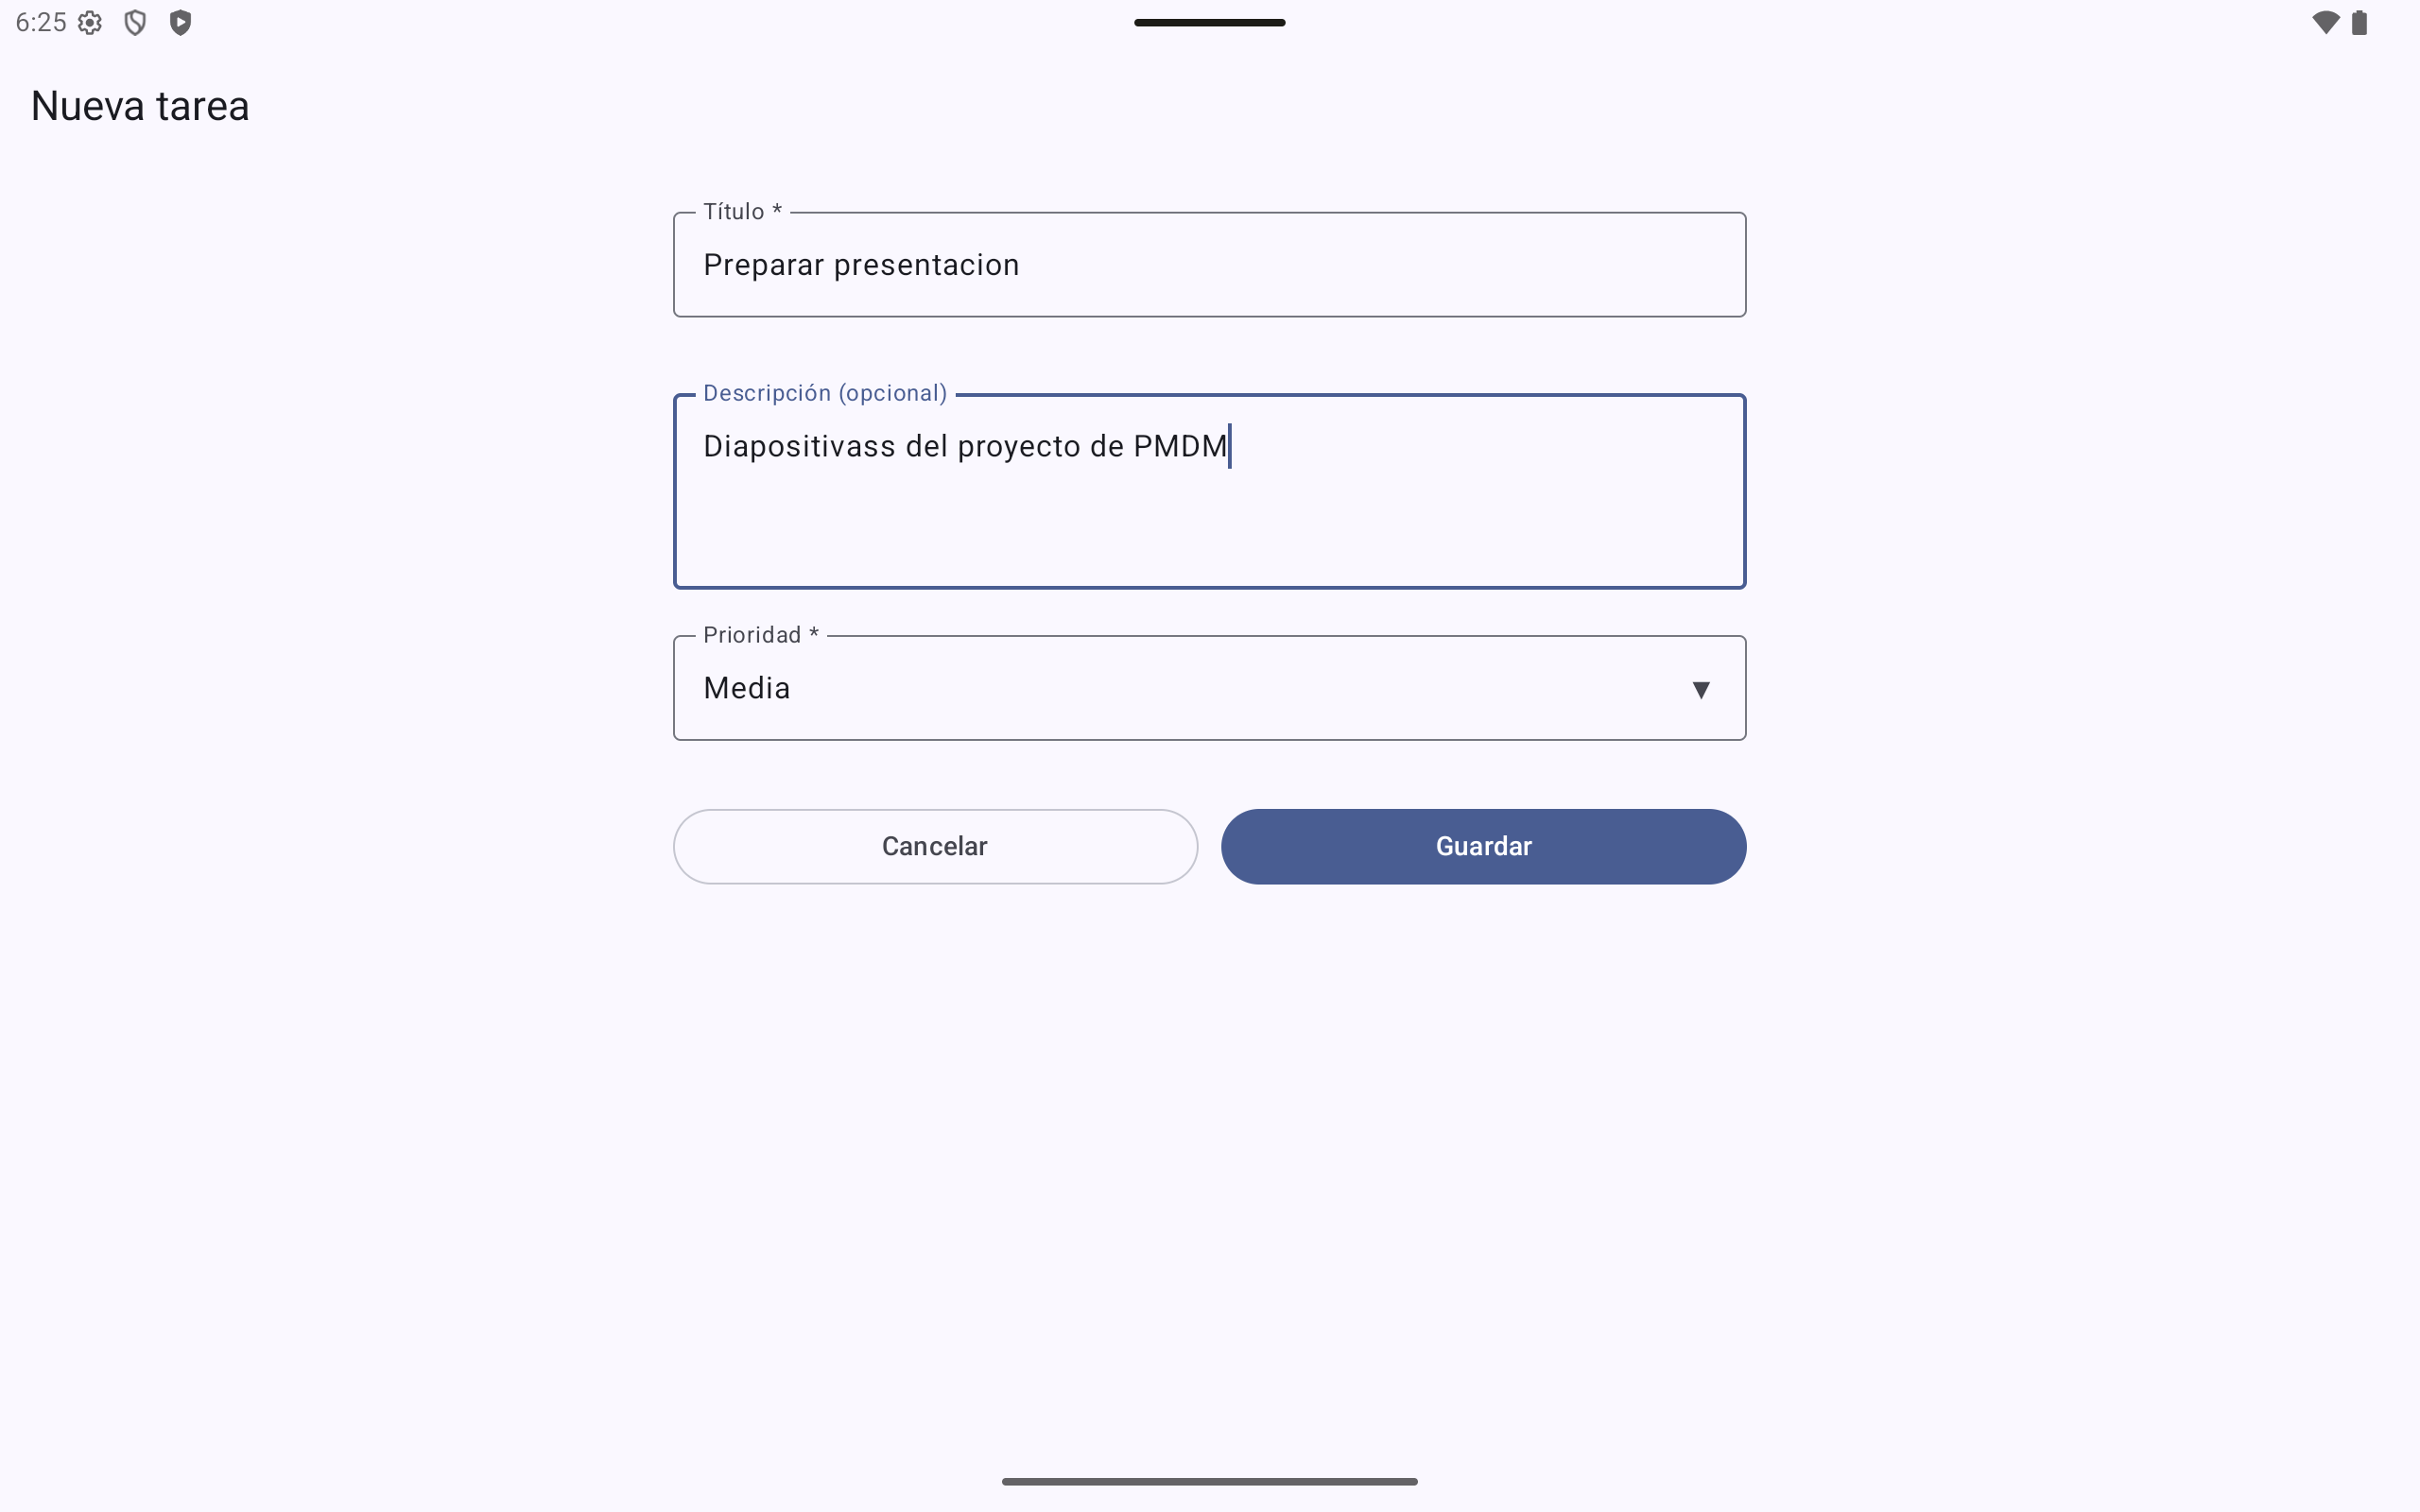 6:25
Nueva tarea
Título *
Preparar presentacion
Descripción (opcional)
Diapositivass del proyecto de PMDM
Prioridad *
Media
Cancelar
Guardar